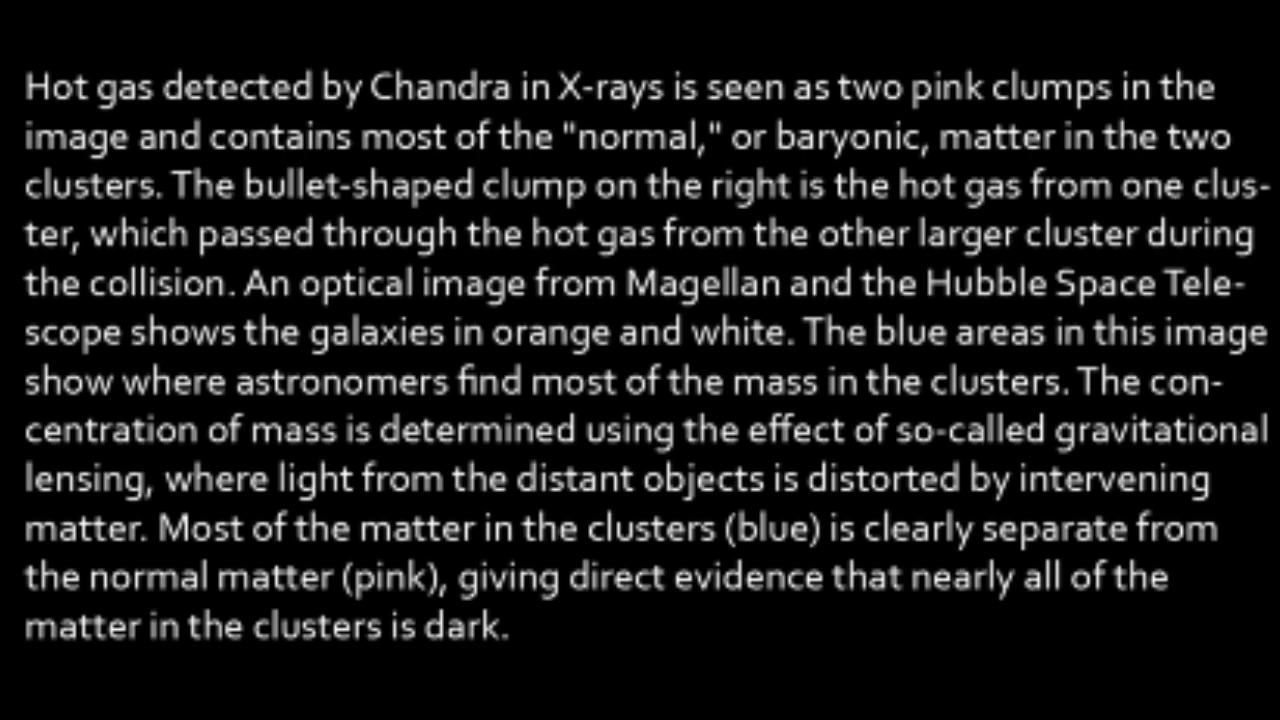 Hot gas detected by Chandra in X-rays is seen as two pink clumps in the
image and contains most of the "normal," or baryonic, matter in the two
clusters. The bullet-shaped clump on the right is the hot gas from one clus-
ter, which passed through the hot gas from the other larger cluster during
the collision. An optical image from Magellan and the Hubble Space Tele-
scope shows the galaxies in orange and white. The blue areas in this image
show where astronomers find most of the mass in the clusters. The con-
centration of mass is determined using the effect of so-called gravitational
lensing, where light from the distant objects is distorted by intervening
matter. Most of the matter in the clusters (blue) is clearly separate from
the normal matter (pink), giving direct evidence that nearly all of the
matter in the clusters is dark.